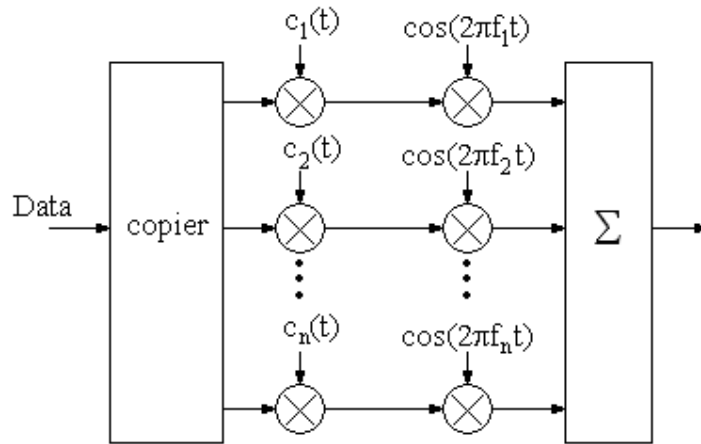 c₁(t) cos(2πf₁t)
c₂(t) cos(2πf₂t)
Data
copier
Σ
cₙ(t) cos(2πfₙt)